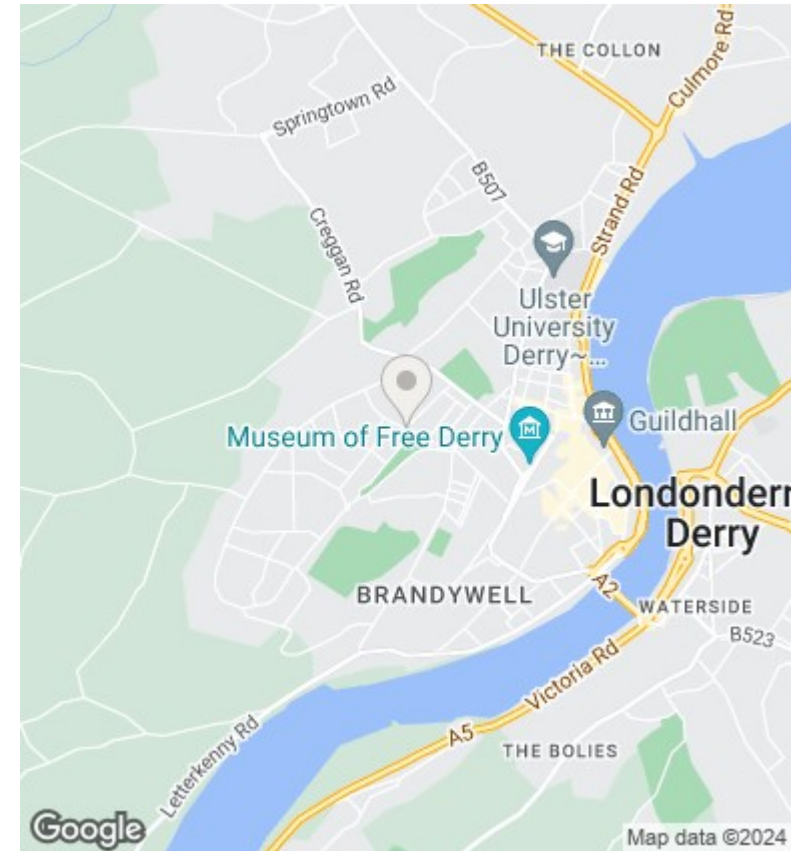 THE COLLON
Culmore Rd
Springtown Rd
B507
Strand Rd
Creggan Rd
Ulster
University
Derry~...
Museum of Free Derry
Guildhall
Londonderr
Derry
BRANDYWELL
A2
WATERSIDE
B523
Victoria Rd
A5
THE BOLIES
Letterkenny Rd
Google
Map data ©2024